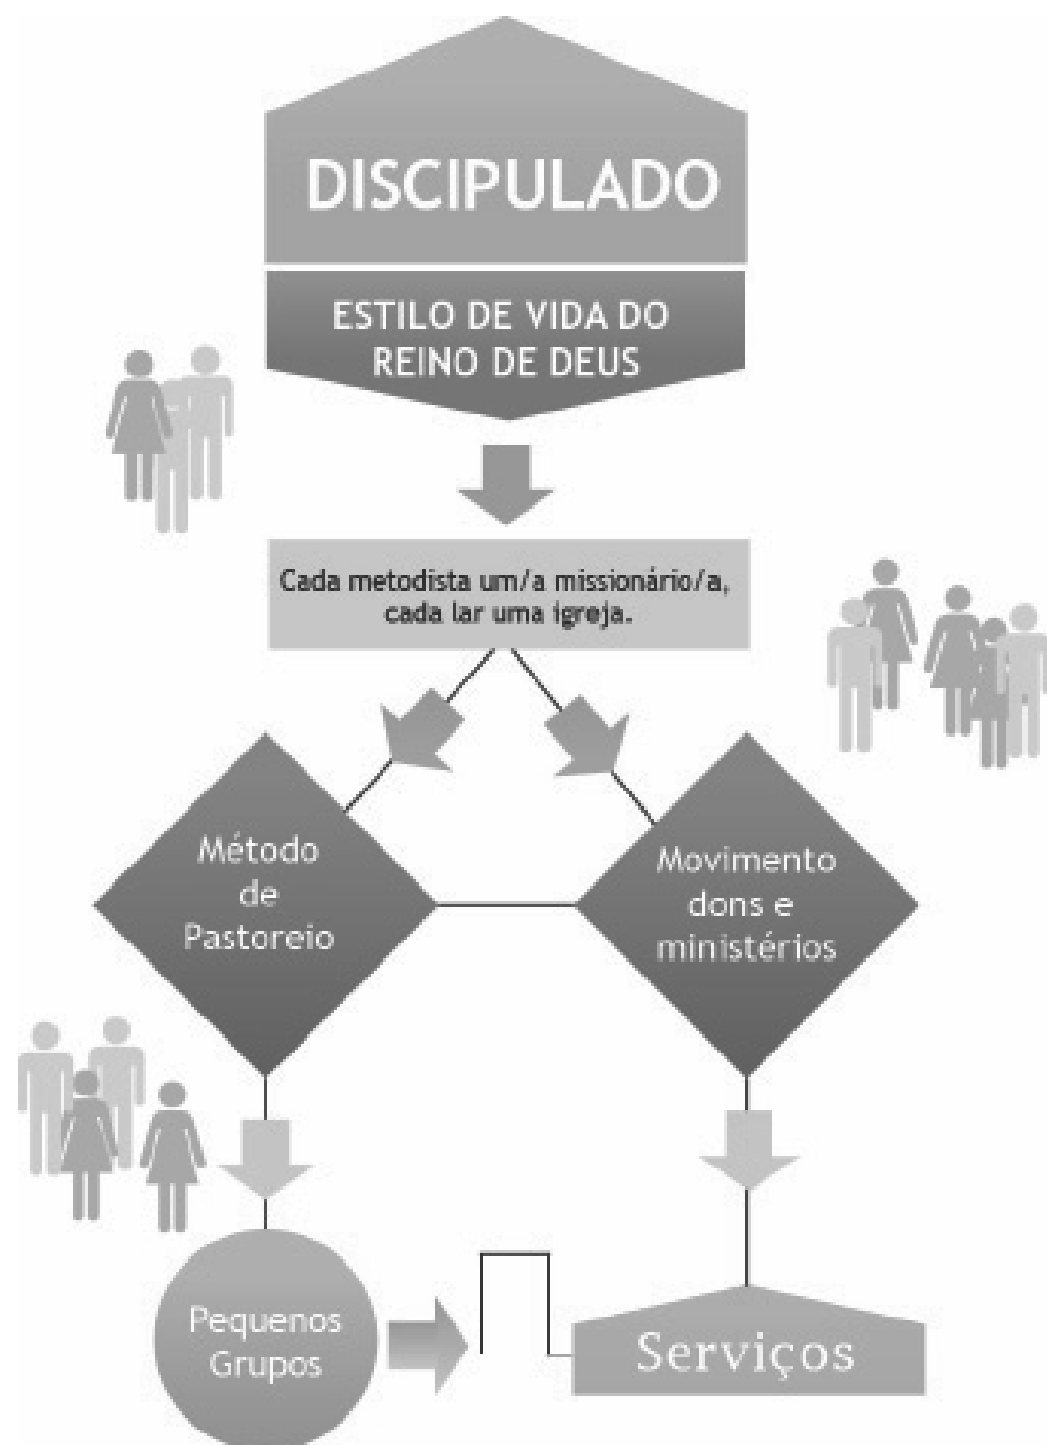 DISCIPULADO
ESTILO DE VIDA DO
REINO DE DEUS
Cada metodista um/a missionário/a,
cada lar uma igreja.
Método
de
Pastoreio
Movimento
dons e
ministérios
Pequenos
Grupos
Serviços